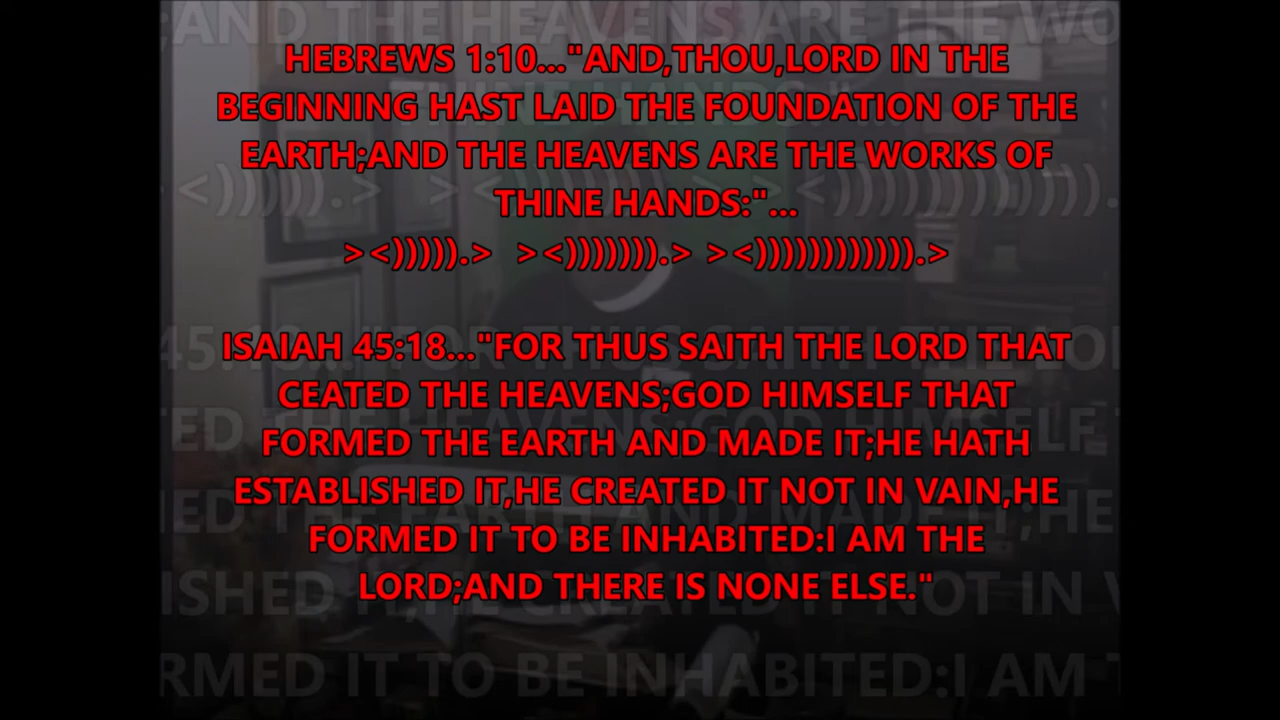 HEBREWS 1:10..."AND,THOU,LORD IN THE
BEGINNING HAST LAID THE FOUNDATION OF THE
EARTH;AND THE HEAVENS ARE THE WORKS OF
THINE HANDS:"...
><))))).> ><))))))).> ><)))))))))))).>
ISAIAH 45:18..."FOR THUS SAITH THE LORD THAT
CEATED THE HEAVENS;GOD HIMSELF THAT
FORMED THE EARTH AND MADE IT;HE HATH
ESTABLISHED IT,HE CREATED IT NOT IN VAIN,HE
FORMED IT TO BE INHABITED:I AM THE
LORD;AND THERE IS NONE ELSE."